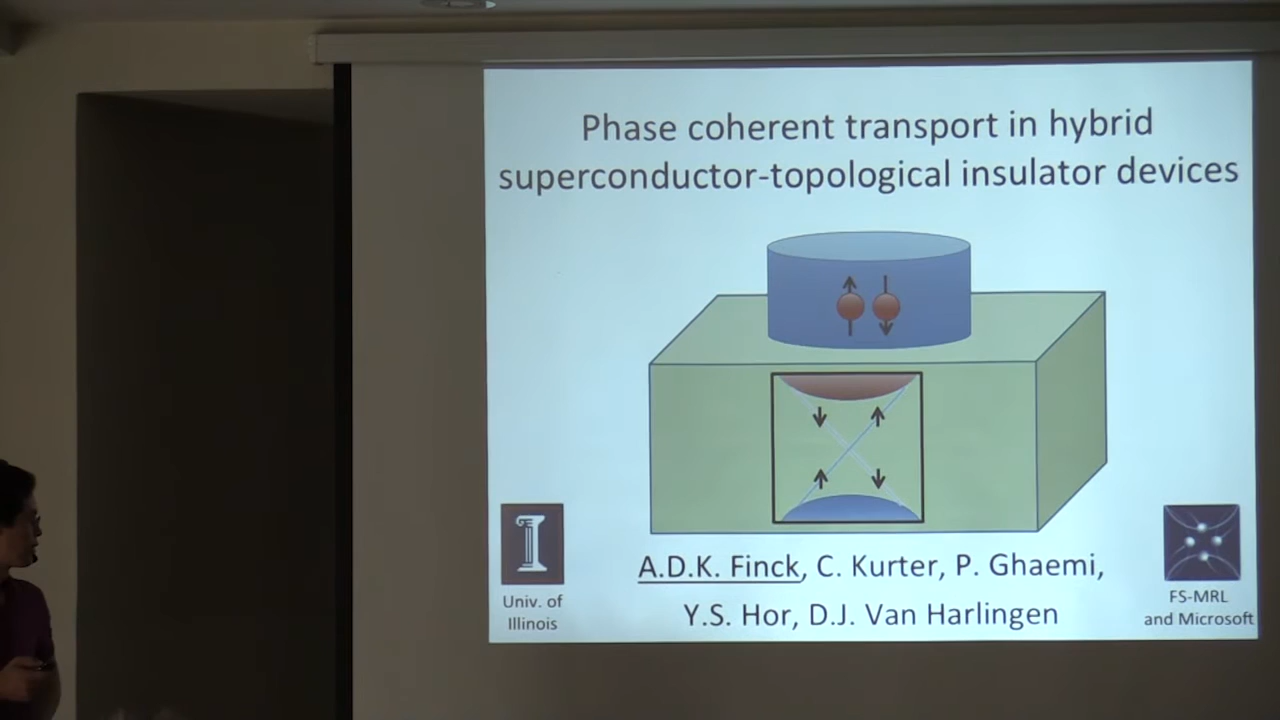 Phase coherent transport in hybrid
superconductor-topological insulator devices
A.D.K. Finck, C. Kurter, P. Ghaemi,
Y.S. Hor, D.J. Van Harlingen
Univ. of
Illinois
FS-MRL
and Microsoft